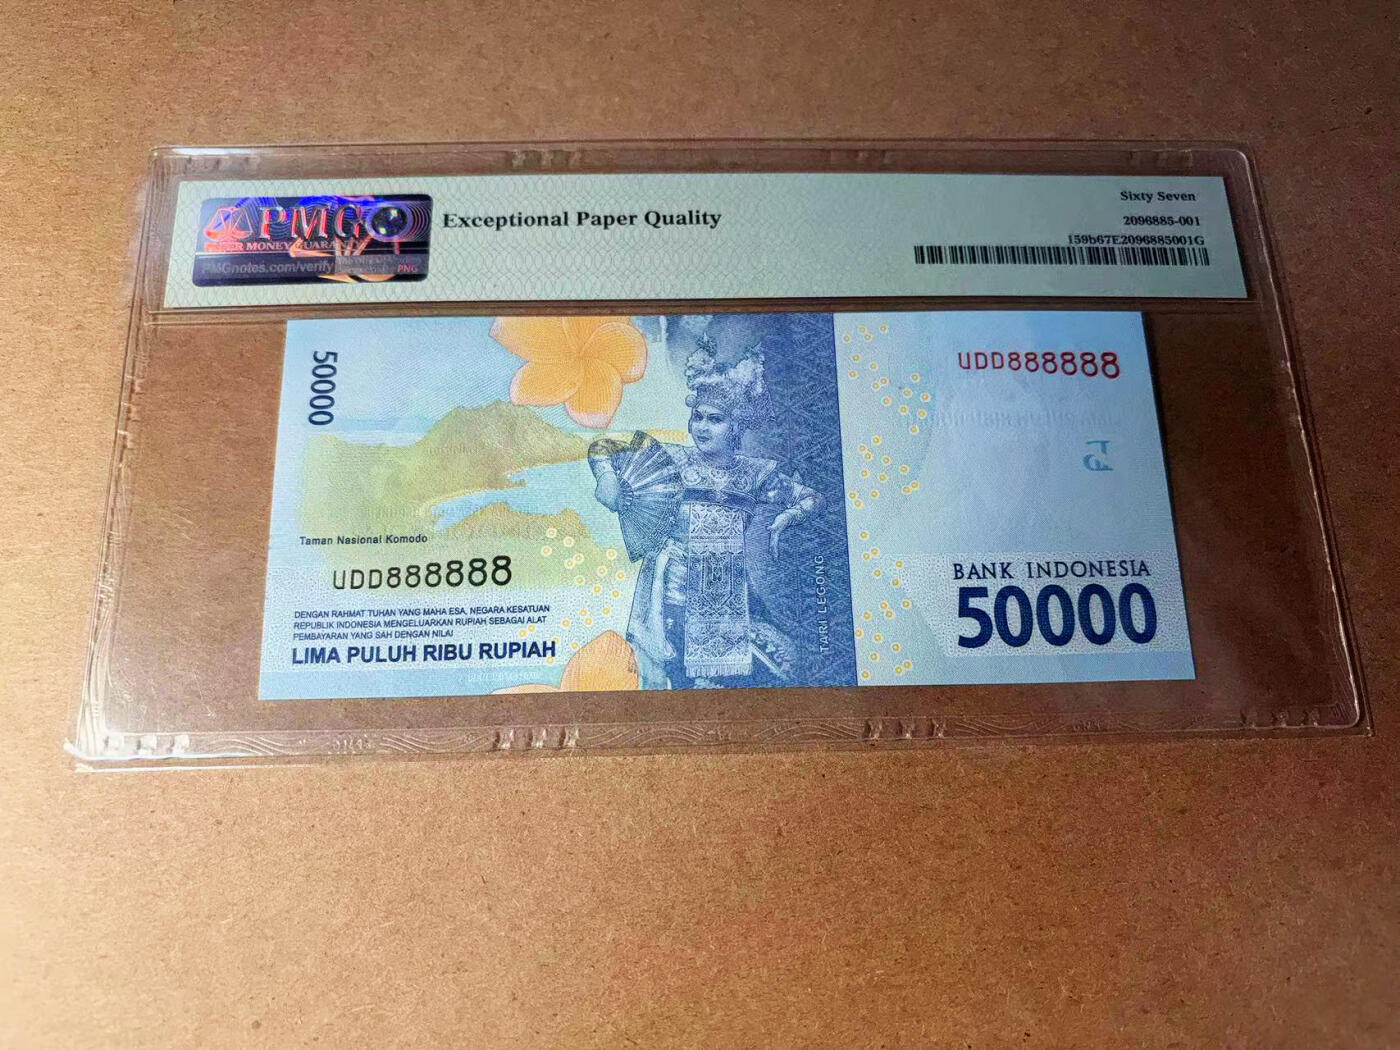 PMG
PAPER MONEY GUARANTY
PMGnotes.com/verify
PNG
Exceptional Paper Quality
Sixty Seven
2096885-001
159b67E2096885001G
50000
UDD888888
Taman Nasional Komodo
UDD888888
DENGAN RAHMAT TUHAN YANG MAHA ESA, NEGARA KESATUAN
REPUBLIK INDONESIA MENGELUARKAN RUPIAH SEBAGAI ALAT
PEMBAYARAN YANG SAH DENGAN NILAI
LIMA PULUH RIBU RUPIAH
TARI LEGONG
BANK INDONESIA
50000